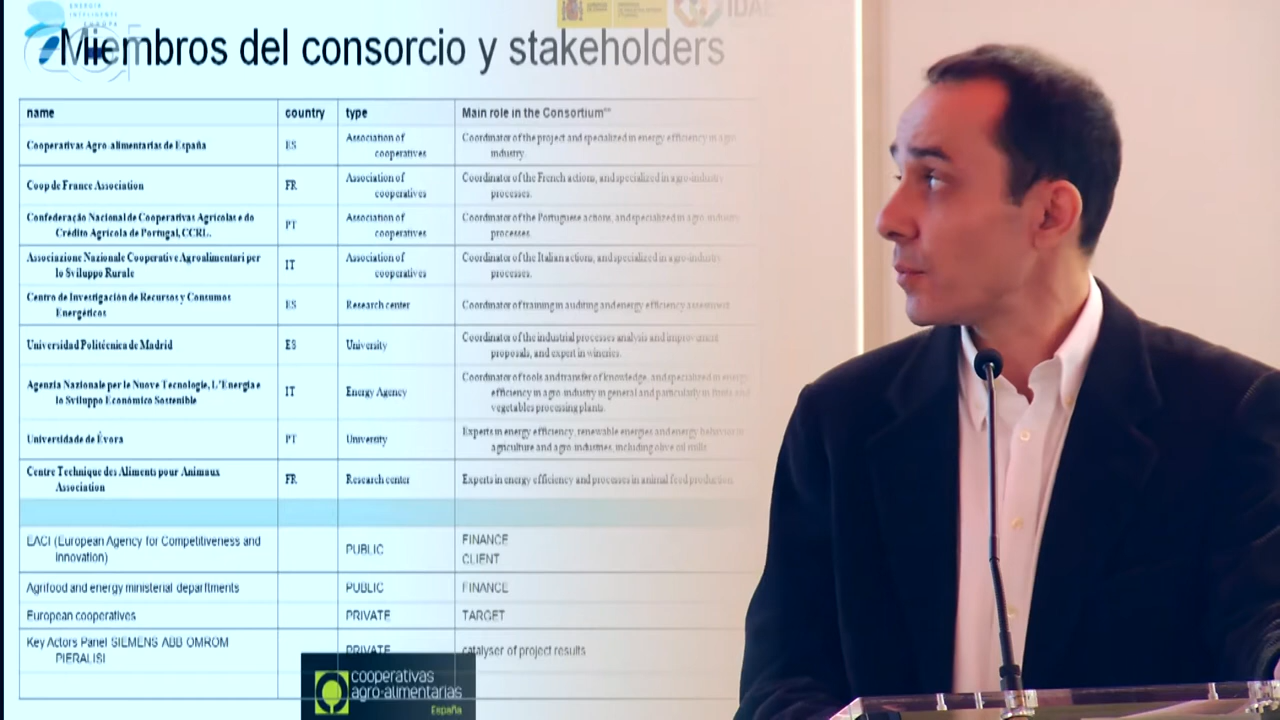 ENERGÍA
INTELIGENTE
EUROPA
IDAE
Miembros del consorcio y stakeholders
name country type Main role in the Consortium**
Cooperativas Agro-alimentarias de España ES Association of cooperatives Coordinator of the project and specialized in energy efficiency in agro industry.
Coop de France Association FR Association of cooperatives Coordinator of the French actions, and specialized in agro-industry processes.
Confederação Nacional de Cooperativas Agrícolas e do Crédito Agrícola de Portugal, CCRL. PT Association of cooperatives Coordinator of the Portuguese actions, and specialized in agro industry processes.
Associazione Nazionale Cooperative Agroalimentari per lo Sviluppo Rurale IT Association of cooperatives Coordinator of the Italian actions, and specialized in agro-industry processes.
Centro de Investigación de Recursos y Consumos Energéticos ES Research center Coordinator of training in auditing and energy efficiency assessment
Universidad Politécnica de Madrid ES University Coordinator of the industrial processes analysis and improvement proposals, and expert in wineries.
Agenzia Nazionale per le Nuove Tecnologie, L'Energia e lo Sviluppo Económico Sostenibile IT Energy Agency Coordinator of tools and transfer of knowledge, and specialized in energy efficiency in agro industry in general and particularly in fruits and vegetables processing plants.
Universidade de Évora PT University Experts in energy efficiency, renewable energies and energy behavior in agriculture and agro industries, including olive oil mills
Centre Technique des Aliments pour Animaux Association FR Research center Experts in energy efficiency and processes in animal feed production
EACI (European Agency for Competitiveness and Innovation) PUBLIC FINANCE CLIENT
Agrifood and energy ministerial departments PUBLIC FINANCE
European cooperatives PRIVATE TARGET
Key Actors Panel SIEMENS ABB OMROM PIERALISI PRIVATE catalyser of project results
cooperativas
agro-alimentarias
España